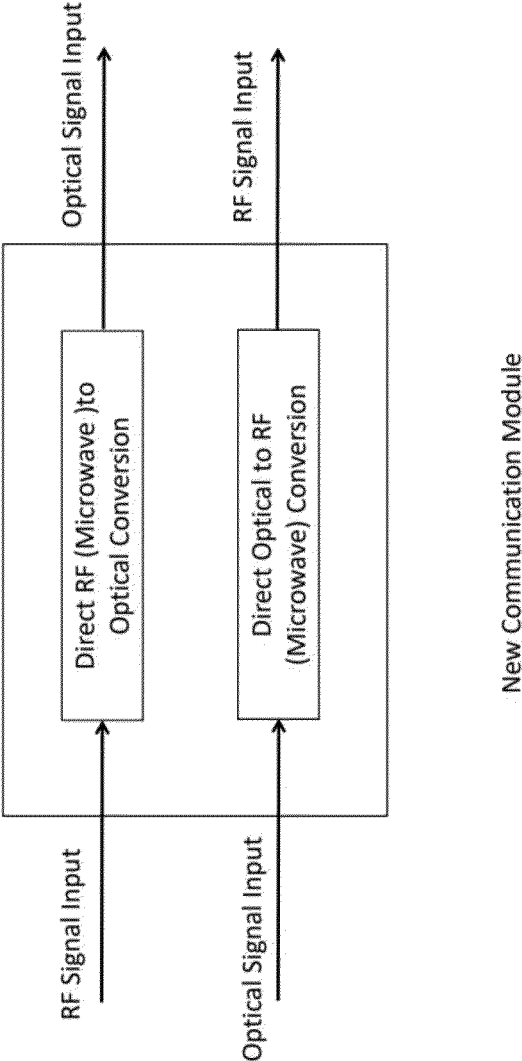 RF Signal Input
Direct RF (Microwave )to
Optical Conversion
Optical Signal Input
Optical Signal Input
Direct Optical to RF
(Microwave) Conversion
RF Signal Input
New Communication Module